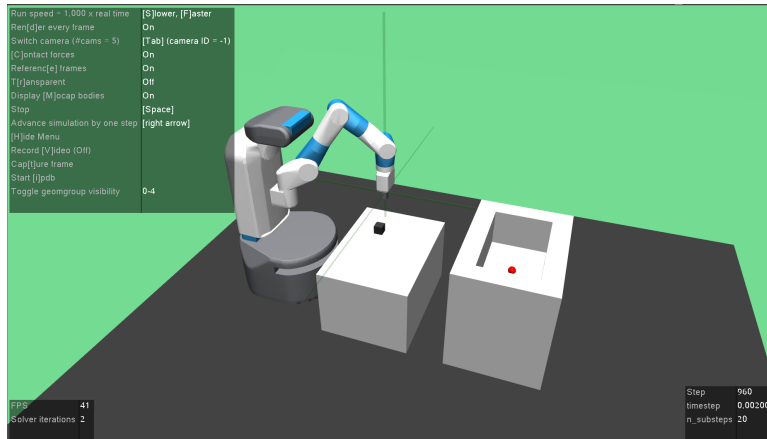 Run speed = 1.000 x real time [S]lower, [F]aster
Ren[d]er every frame On
Switch camera (#cams = 5) [Tab] (camera ID = -1)
[C]ontact forces On
Referenc[e] frames On
T[r]ansparent Off
Display [M]ocap bodies On
Stop [Space]
Advance simulation by one step [right arrow]
[H]ide Menu
Record [V]ideo (Off)
Cap[t]ure frame
Start [i]pdb
Toggle geomgroup visibility 0-4
FPS 41
Solver iterations 2
Step 960
timestep 0.00200
n_substeps 20